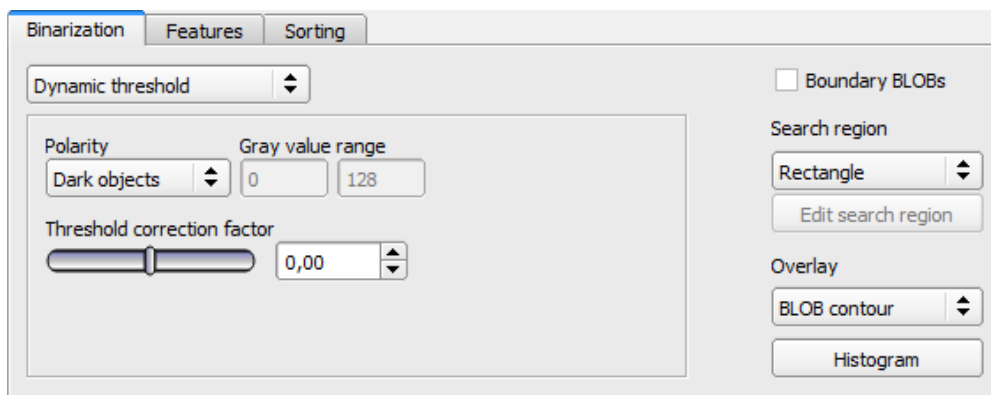 Binarization Features Sorting
Dynamic threshold
Boundary BLOBs
Polarity Gray value range
Dark objects 0 128
Threshold correction factor
0,00
Search region
Rectangle
Edit search region
Overlay
BLOB contour
Histogram